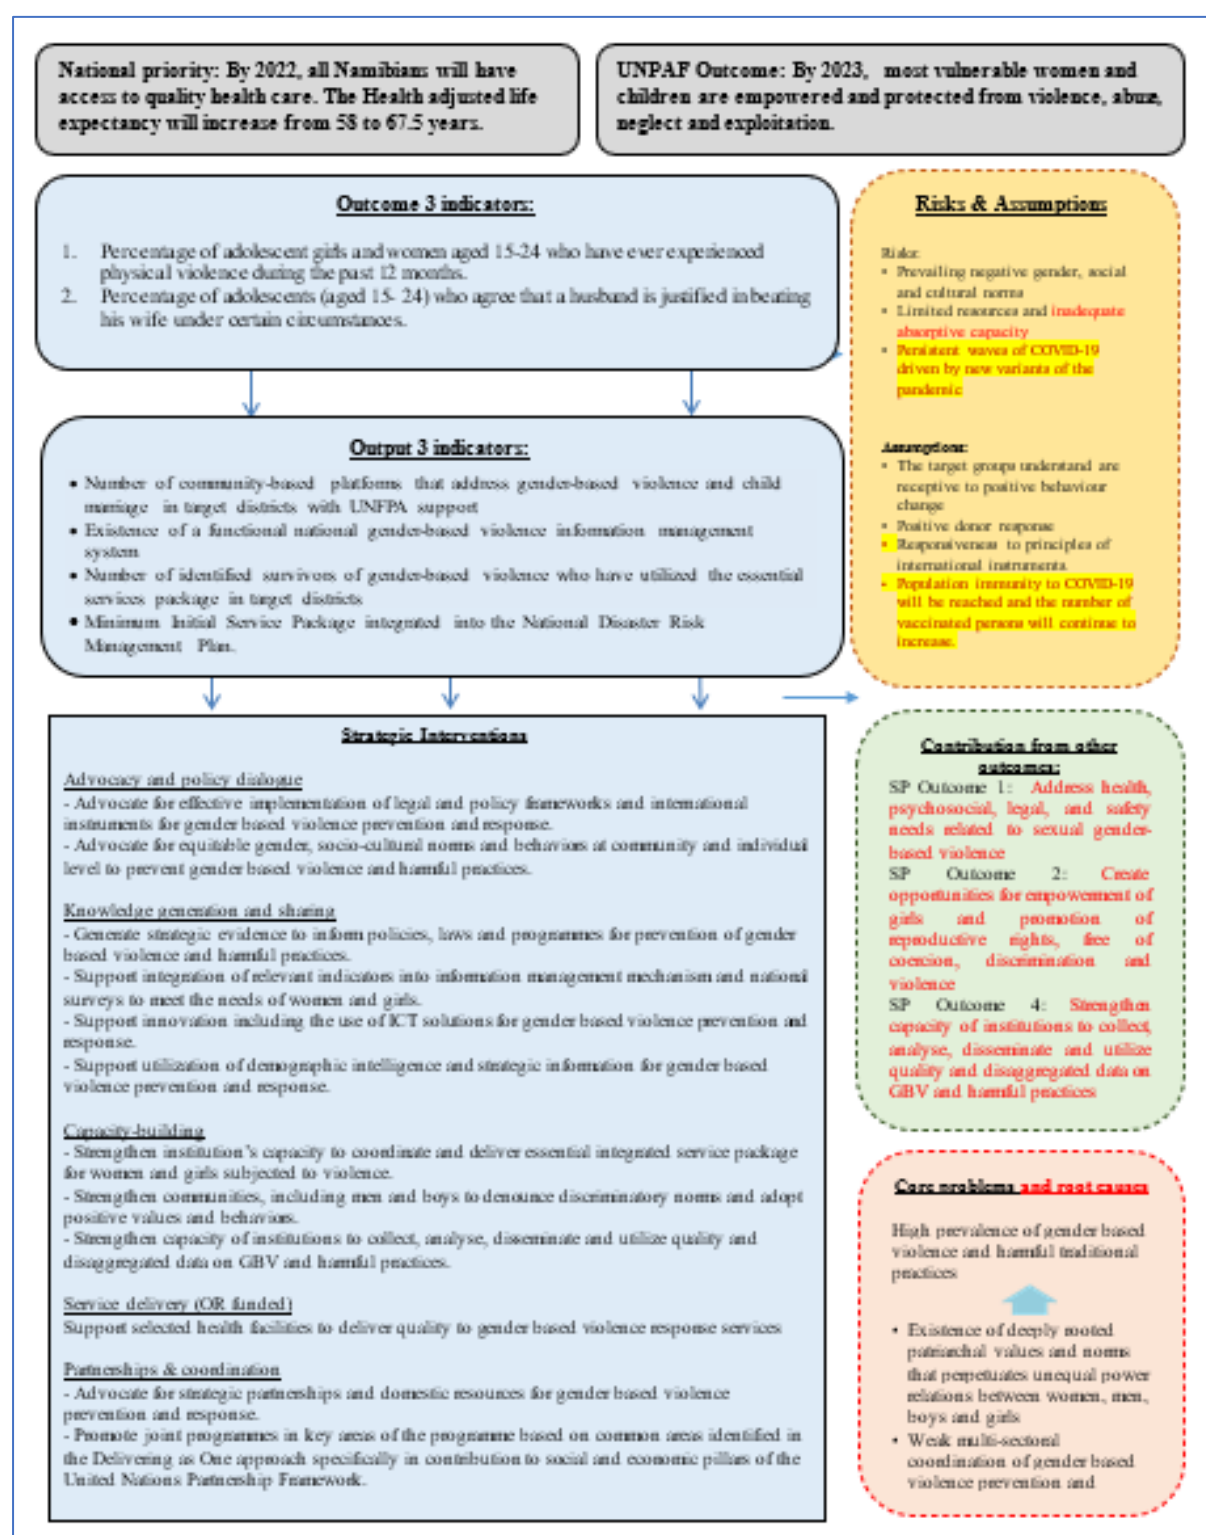 National priority: By 2022, all Namibians will have
access to quality health care. The Health adjusted life
expectancy will increase from 58 to 67.5 years.
UNPAF Outcome: By 2023, most vulnerable women and
children are empowered and protected from violence, abuse,
neglect and exploitation.
Outcome 3 indicators:
1. Percentage of adolescent girls and women aged 15-24 who have ever experienced
physical violence during the past 12 months.
2. Percentage of adolescents (aged 15- 24) who agree that a husband is justified in beating
his wife under certain circumstances.
Output 3 indicators:
• Number of community-based platforms that address gender-based violence and child
marriage in target districts with UNFPA support
• Existence of a functional national gender-based violence information management
system
• Number of identified survivors of gender-based violence who have utilized the essential
services package in target districts
• Minimum Initial Service Package integrated into the National Disaster Risk
Management Plan.
Strategic Interventions
Advocacy and policy dialogue
- Advocate for effective implementation of legal and policy frameworks and international
instruments for gender based violence prevention and response.
- Advocate for equitable gender, socio-cultural norms and behaviors at community and individual
level to prevent gender based violence and harmful practices.
Knowledge generation and sharing
- Generate strategic evidence to inform policies, laws and programmes for prevention of gender
based violence and harmful practices.
- Support integration of relevant indicators into information management mechanism and national
surveys to meet the needs of women and girls.
- Support innovation including the use of ICT solutions for gender based violence prevention and
response.
- Support utilization of demographic intelligence and strategic information for gender based
violence prevention and response.
Capacity-building
- Strengthen institution's capacity to coordinate and deliver essential integrated service package
for women and girls subjected to violence.
- Strengthen communities, including men and boys to denounce discriminatory norms and adopt
positive values and behaviors.
- Strengthen capacity of institutions to collect, analyse, disseminate and utilize quality and
disaggregated data on GBV and harmful practices.
Service delivery (OR funded)
Support selected health facilities to deliver quality to gender based violence response services
Partnerships & coordination
- Advocate for strategic partnerships and domestic resources for gender based violence
prevention and response.
- Promote joint programmes in key areas of the programme based on common areas identified in
the Delivering as One approach specifically in contribution to social and economic pillars of the
United Nations Partnership Framework.
Risks & Assumptions
Risks:
• Prevailing negative gender, social
and cultural norms
• Limited resources and inadequate
absorptive capacity
• Persistent waves of COVID-19
driven by new variants of the
pandemic
Assumptions:
• The target groups understand are
receptive to positive behaviour
change
• Positive donor response
• Responsiveness to principles of
international instruments
• Population immunity to COVID-19
will be reached and the number of
vaccinated persons will continue to
increase.
Contribution from other
outcomes:
SP Outcome 1: Address health,
psychosocial, legal, and safety
needs related to sexual gender-
based violence
SP Outcome 2: Create
opportunities for empowerment of
girls and promotion of
reproductive rights, free of
coercion, discrimination and
violence
SP Outcome 4: Strengthen
capacity of institutions to collect,
analyse, disseminate and utilize
quality and disaggregated data on
GBV and harmful practices
Core problems and root causes
High prevalence of gender based
violence and harmful traditional
practices
• Existence of deeply rooted
patriarchal values and norms
that perpetuates unequal power
relations between women, men,
boys and girls
• Weak multi-sectoral
coordination of gender based
violence prevention and